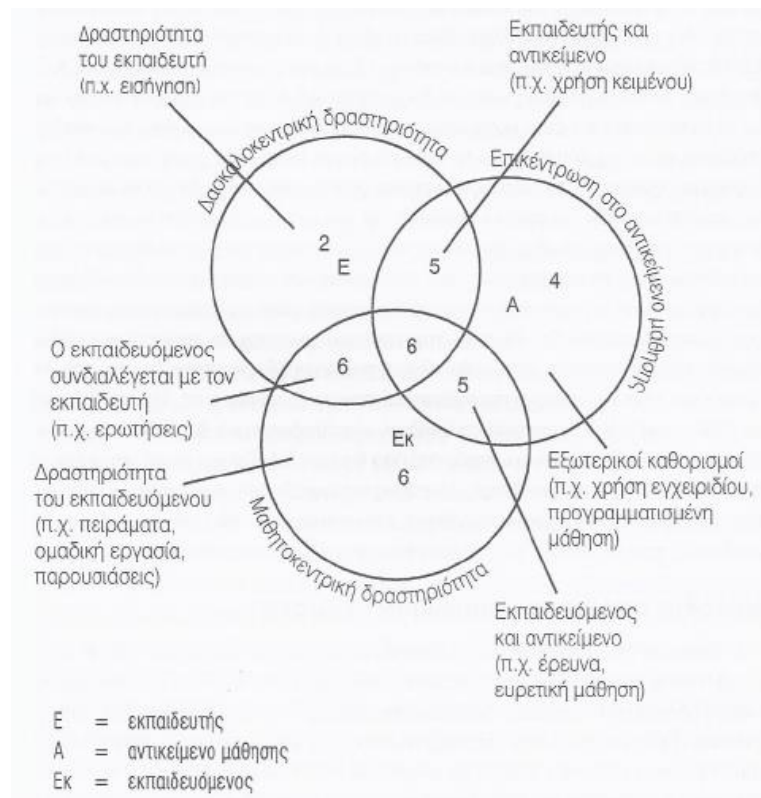 Δραστηριότητα
του εκπαιδευτή
(π.χ. εισήγηση)
Εκπαιδευτής και
αντικείμενο
(π.χ. χρήση κειμένου)
Δασκαλοκεντρική δραστηριότητα
Επικέντρωση στο αντικείμενο μάθησης
2
Ε
5
4
Α
6
6
5
Εκ
6
Μαθητοκεντρική δραστηριότητα
Ο εκπαιδευόμενος
συνδιαλέγεται με τον
εκπαιδευτή
(π.χ. ερωτήσεις)
Δραστηριότητα
του εκπαιδευόμενου
(π.χ. πειράματα,
ομαδική εργασία,
παρουσιάσεις)
Εξωτερικοί καθορισμοί
(π.χ. χρήση εγχειριδίου,
προγραμματισμένη
μάθηση)
Εκπαιδευόμενος
και αντικείμενο
(π.χ. έρευνα,
ευρετική μάθηση)
Ε = εκπαιδευτής
Α = αντικείμενο μάθησης
Εκ = εκπαιδευόμενος